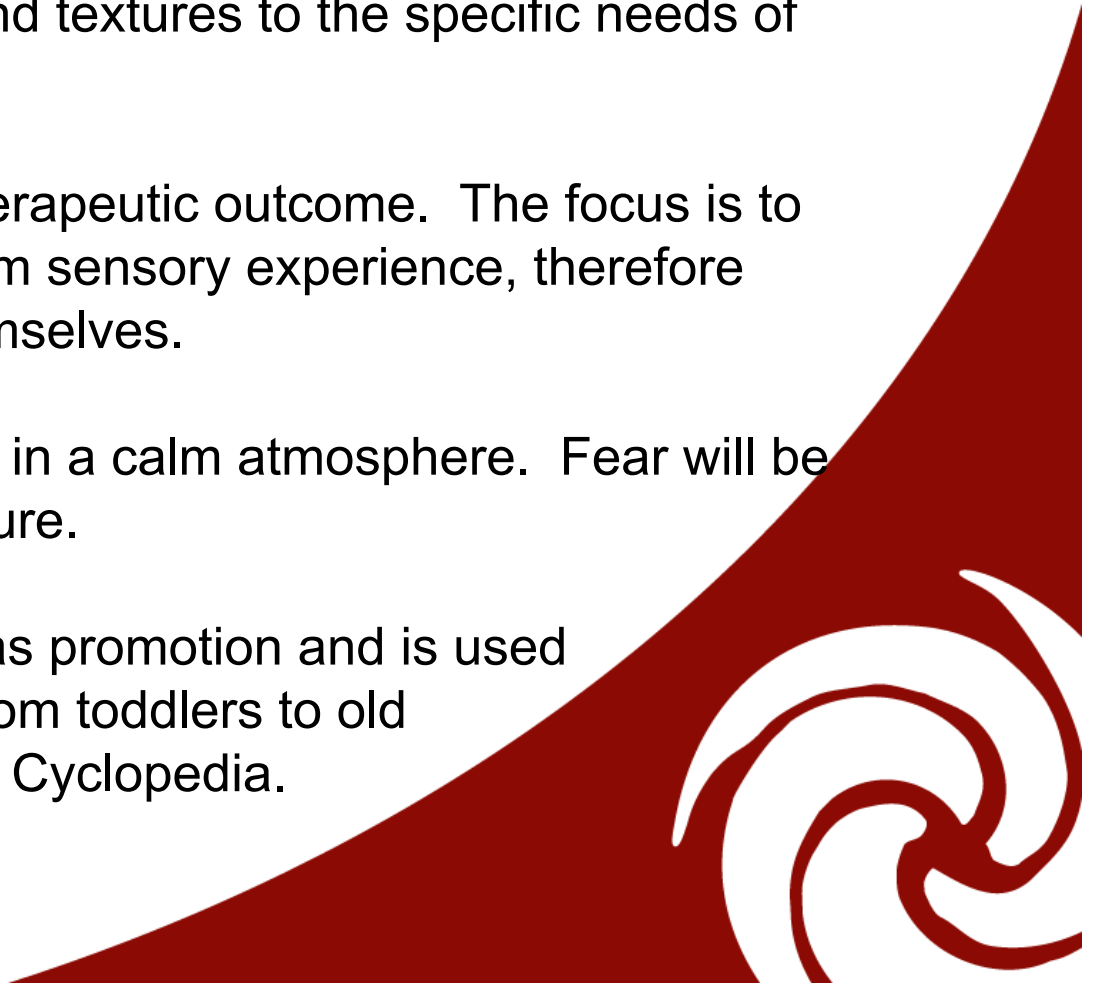 nd textures to the specific needs of
erapeutic outcome.  The focus is to
m sensory experience, therefore
mselves.
in a calm atmosphere.  Fear will be
ure.
as promotion and is used
om toddlers to old
Cyclopedia.